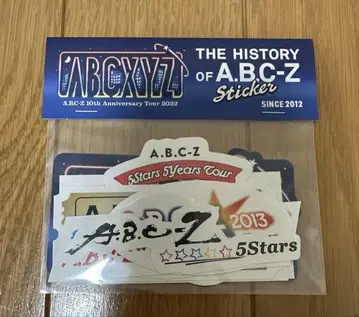 ABCXYZ
A.B.C-Z 10th Anniversary Tour 2022
THE HISTORY
OF A.B.C-Z
Sticker
SINCE 2012
A.B.C-Z
5Stars 5Years Tour
2013
A.B.C-Z
5Stars